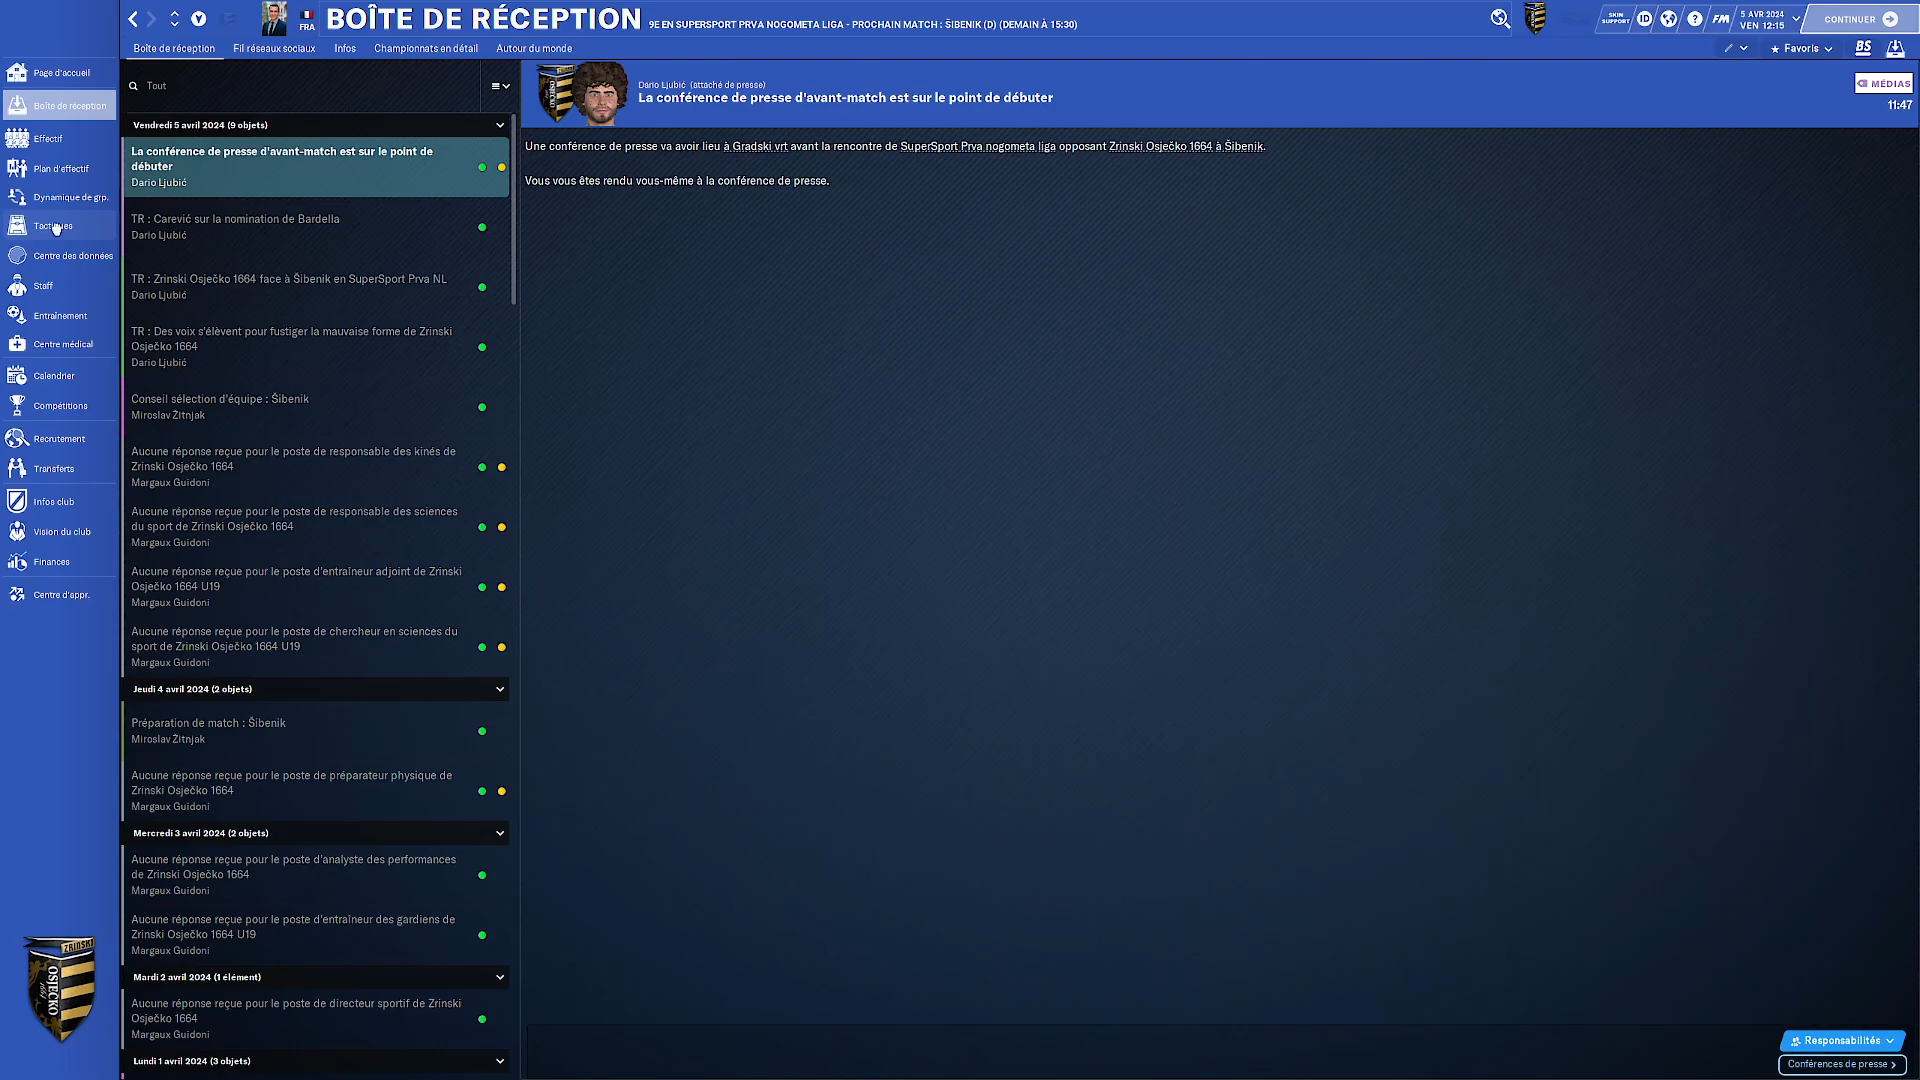 BOÎTE DE RÉCEPTION
9E EN SUPERSPORT PRVA NOGOMETA LIGA - PROCHAIN MATCH : ŠIBENIK (D) (DEMAIN À 15:30)
FRA
SKIN SUPPORT
ID
FM
5 AVR 2024
VEN 12:15
CONTINUER
Boîte de réception
Fil réseaux sociaux
Infos
Championnats en détail
Autour du monde
Favoris
BS
Page d'accueil
Boîte de réception
Effectif
Plan d'effectif
Dynamique de grp.
Tactiques
Centre des données
Staff
Entraînement
Centre médical
Calendrier
Compétitions
Recrutement
Transferts
Infos club
Vision du club
Finances
Centre d'appr.
ZRINSKI
OSJEČKO
1664
Tout
Vendredi 5 avril 2024 (9 objets)
La conférence de presse d'avant-match est sur le point de
débuter
Dario Ljubić
TR : Carević sur la nomination de Bardella
Dario Ljubić
TR : Zrinski Osječko 1664 face à Šibenik en SuperSport Prva NL
Dario Ljubić
TR : Des voix s'élèvent pour fustiger la mauvaise forme de Zrinski
Osječko 1664
Dario Ljubić
Conseil sélection d'équipe : Šibenik
Miroslav Žitnjak
Aucune réponse reçue pour le poste de responsable des kinés de
Zrinski Osječko 1664
Margaux Guidoni
Aucune réponse reçue pour le poste de responsable des sciences
du sport de Zrinski Osječko 1664
Margaux Guidoni
Aucune réponse reçue pour le poste d'entraîneur adjoint de Zrinski
Osječko 1664 U19
Margaux Guidoni
Aucune réponse reçue pour le poste de chercheur en sciences du
sport de Zrinski Osječko 1664 U19
Margaux Guidoni
Jeudi 4 avril 2024 (2 objets)
Préparation de match : Šibenik
Miroslav Žitnjak
Aucune réponse reçue pour le poste de préparateur physique de
Zrinski Osječko 1664
Margaux Guidoni
Mercredi 3 avril 2024 (2 objets)
Aucune réponse reçue pour le poste d'analyste des performances
de Zrinski Osječko 1664
Margaux Guidoni
Aucune réponse reçue pour le poste d'entraîneur des gardiens de
Zrinski Osječko 1664 U19
Margaux Guidoni
Mardi 2 avril 2024 (1 élément)
Aucune réponse reçue pour le poste de directeur sportif de Zrinski
Osječko 1664
Margaux Guidoni
Lundi 1 avril 2024 (3 objets)
Dario Ljubić (attaché de presse)
La conférence de presse d'avant-match est sur le point de débuter
MÉDIAS
11:47
Une conférence de presse va avoir lieu à Gradski vrt avant la rencontre de SuperSport Prva nogometa liga opposant Zrinski Osječko 1664 à Šibenik.
Vous vous êtes rendu vous-même à la conférence de presse.
Responsabilités
Conférences de presse >